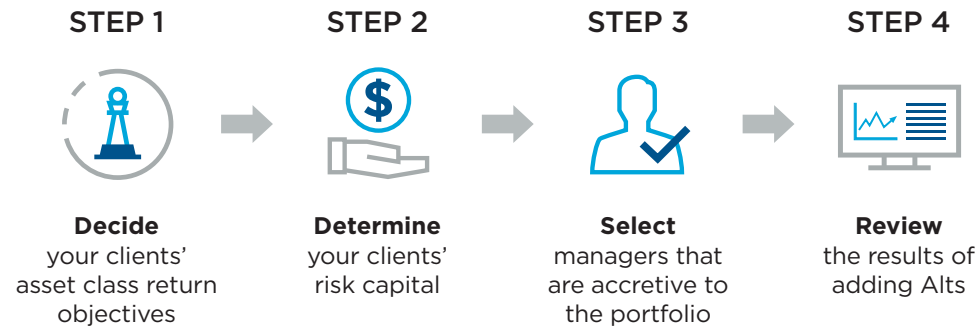 STEP 1
Decide
your clients'
asset class return
objectives
STEP 2
$
Determine
your clients'
risk capital
STEP 3
Select
managers that
are accretive to
the portfolio
STEP 4
Review
the results of
adding Alts